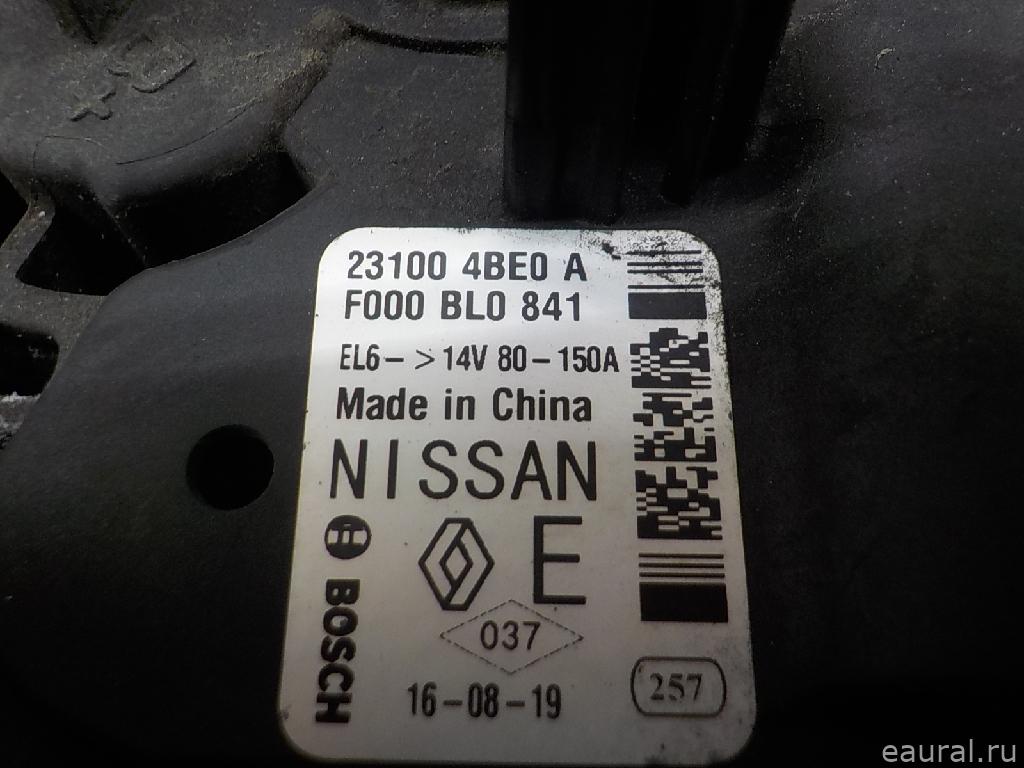 +
23100 4BE0 A
F000 BL0 841
EL6-> 14V 80-150A
Made in China
NISSAN
H BOSCH
E
037
16-08-19
257
eaural.ru